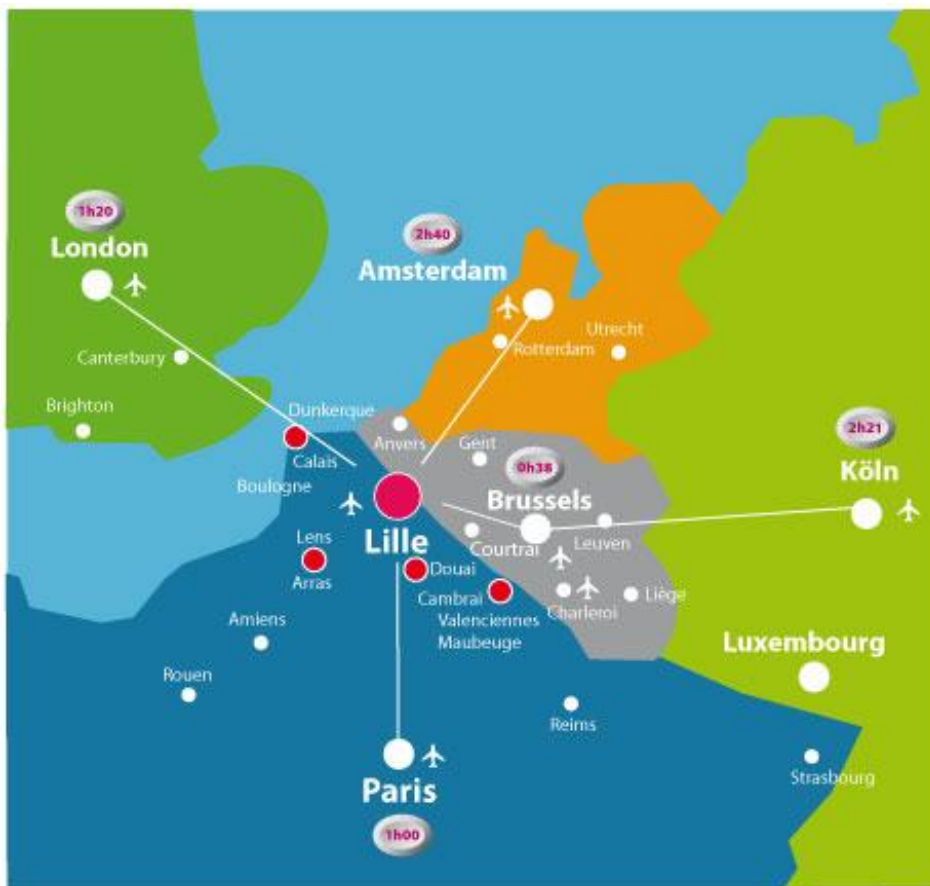 1h20
London
2h40
Amsterdam
Utrecht
Rotterdam
Canterbury
Brighton
Dunkerque
Calais
Boulogne
Anvers
Gent
0h38
Brussels
2h21
Köln
Lille
Courtrai
Leuven
Lens
Arras
Douai
Cambrai
Valenciennes
Maubeuge
Charleroi
Liège
Amiens
Rouen
Luxembourg
Reims
Strasbourg
Paris
1h00